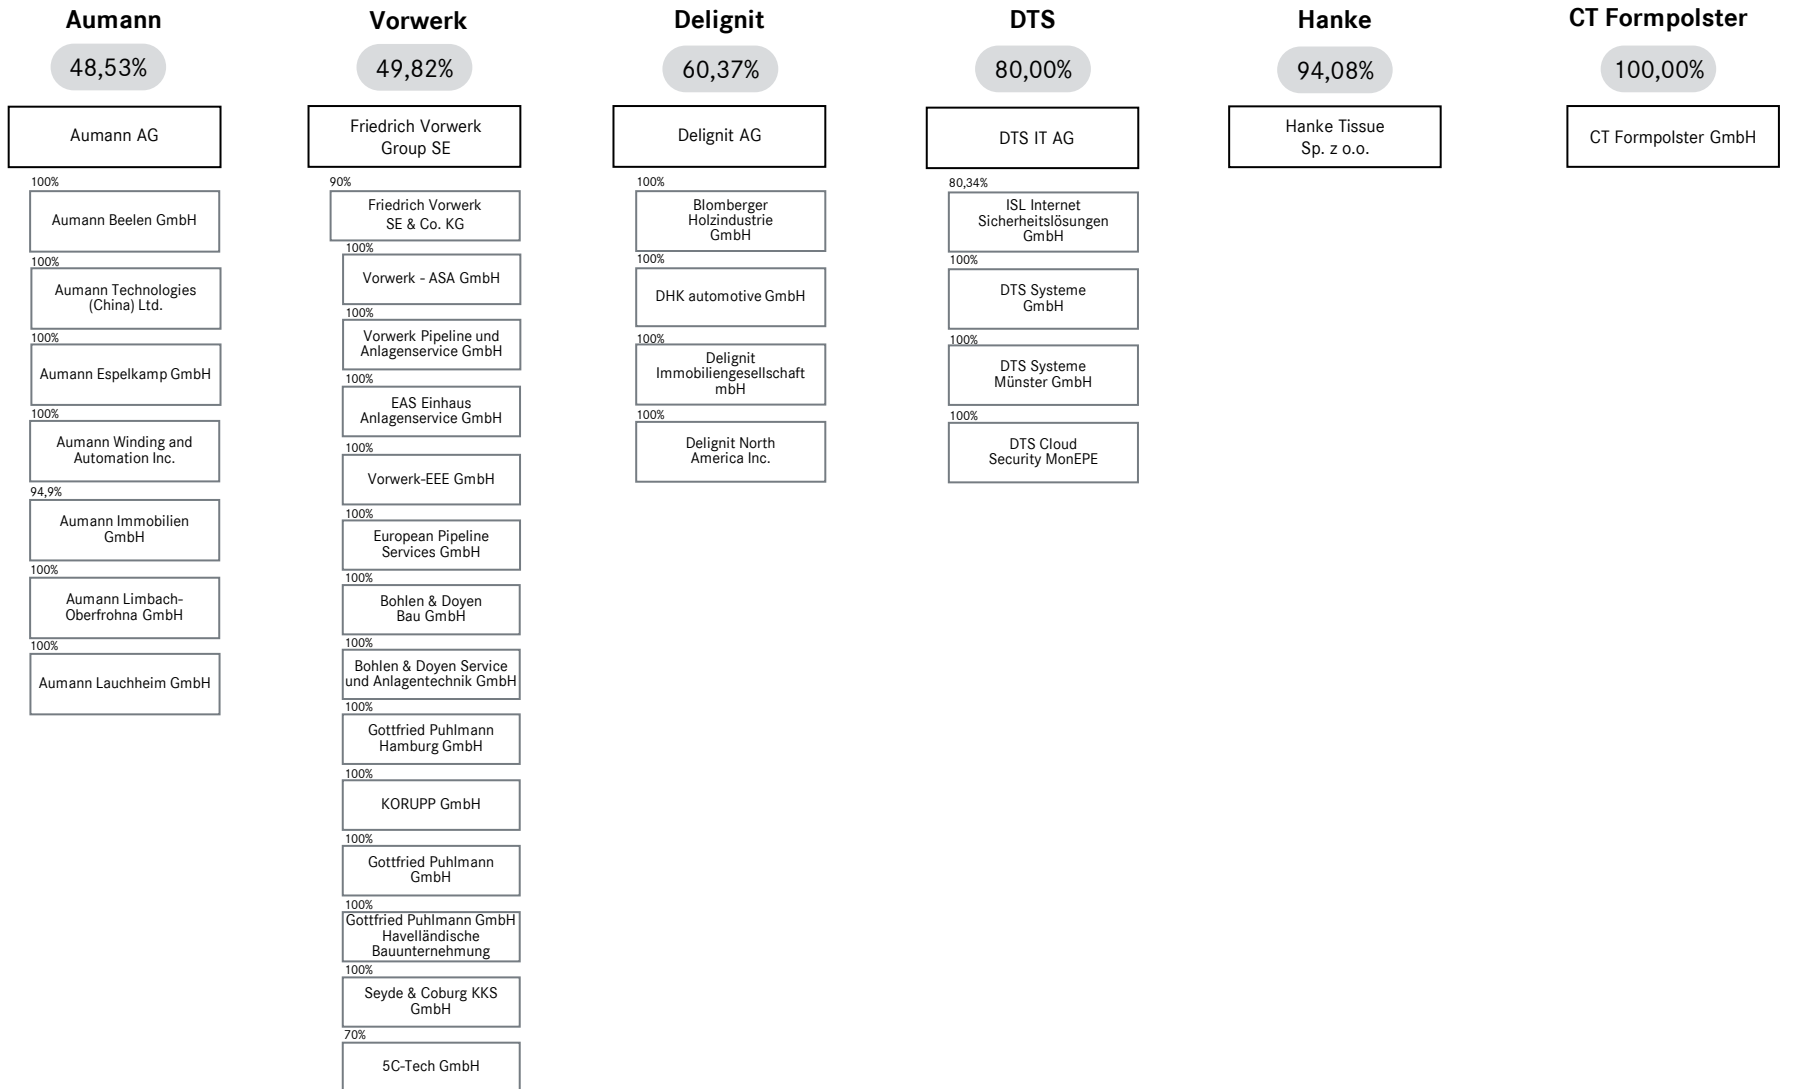 Aumann
48,53%
Aumann AG
100%
Aumann Beelen GmbH
100%
Aumann Technologies
(China) Ltd.
100%
Aumann Espelkamp GmbH
100%
Aumann Winding and
Automation Inc.
94,9%
Aumann Immobilien
GmbH
100%
Aumann Limbach-
Oberfrohna GmbH
100%
Aumann Lauchheim GmbH
Vorwerk
49,82%
Friedrich Vorwerk
Group SE
90%
Friedrich Vorwerk
SE & Co. KG
100%
Vorwerk - ASA GmbH
100%
Vorwerk Pipeline und
Anlagenservice GmbH
100%
EAS Einhaus
Anlagenservice GmbH
100%
Vorwerk-EEE GmbH
100%
European Pipeline
Services GmbH
100%
Bohlen & Doyen
Bau GmbH
100%
Bohlen & Doyen Service
und Anlagentechnik GmbH
100%
Gottfried Puhlmann
Hamburg GmbH
100%
KORUPP GmbH
100%
Gottfried Puhlmann
GmbH
100%
Gottfried Puhlmann GmbH
Havelländische
Bauunternehmung
100%
Seyde & Coburg KKS
GmbH
70%
5C-Tech GmbH
Delignit
60,37%
Delignit AG
100%
Blomberger
Holzindustrie
GmbH
100%
DHK automotive GmbH
100%
Delignit
Immobiliengesellschaft
mbH
100%
Delignit North
America Inc.
DTS
80,00%
DTS IT AG
80,34%
ISL Internet
Sicherheitslösungen
GmbH
100%
DTS Systeme
GmbH
100%
DTS Systeme
Münster GmbH
100%
DTS Cloud
Security MonEPE
Hanke
94,08%
Hanke Tissue
Sp. z o.o.
CT Formpolster
100,00%
CT Formpolster GmbH